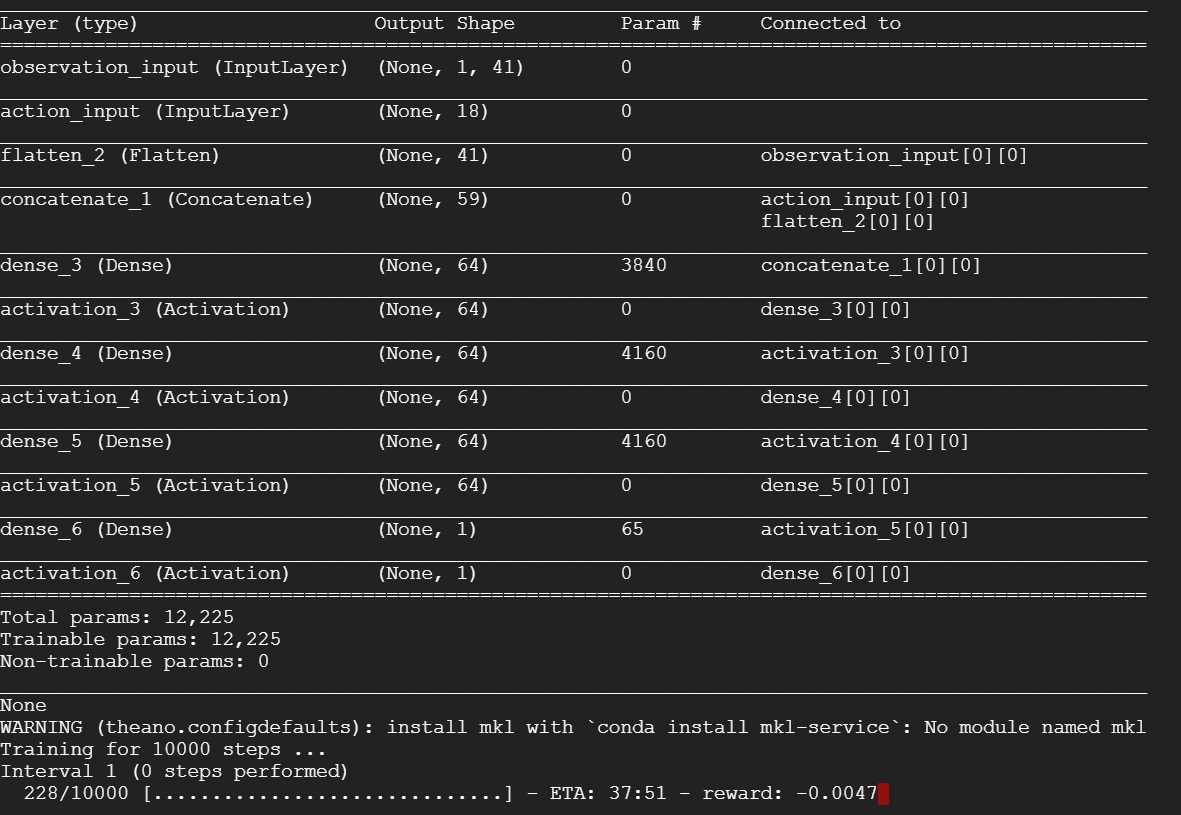 Layer (type) Output Shape Param # Connected to
====================================================================================================
observation_input (InputLayer) (None, 1, 41) 0
action_input (InputLayer) (None, 18) 0
flatten_2 (Flatten) (None, 41) 0 observation_input[0][0]
concatenate_1 (Concatenate) (None, 59) 0 action_input[0][0]
flatten_2[0][0]
dense_3 (Dense) (None, 64) 3840 concatenate_1[0][0]
activation_3 (Activation) (None, 64) 0 dense_3[0][0]
dense_4 (Dense) (None, 64) 4160 activation_3[0][0]
activation_4 (Activation) (None, 64) 0 dense_4[0][0]
dense_5 (Dense) (None, 64) 4160 activation_4[0][0]
activation_5 (Activation) (None, 64) 0 dense_5[0][0]
dense_6 (Dense) (None, 1) 65 activation_5[0][0]
activation_6 (Activation) (None, 1) 0 dense_6[0][0]
====================================================================================================
Total params: 12,225
Trainable params: 12,225
Non-trainable params: 0
None
WARNING (theano.configdefaults): install mkl with `conda install mkl-service`: No module named mkl
Training for 10000 steps ...
Interval 1 (0 steps performed)
228/10000 [..............................] - ETA: 37:51 - reward: -0.0047